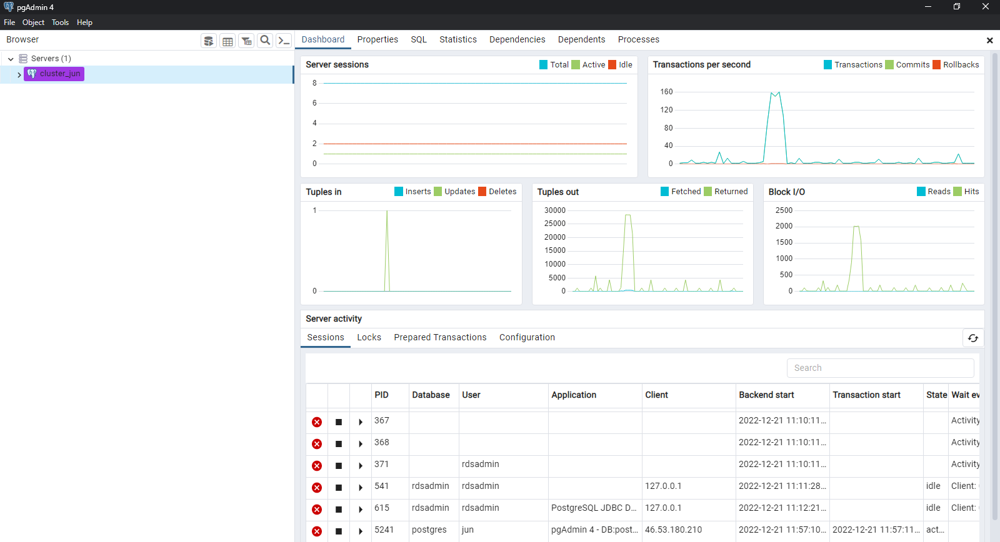 pgAdmin 4
File Object Tools Help
Browser
Dashboard Properties SQL Statistics Dependencies Dependents Processes
Servers (1)
cluster_jun
Server sessions Total Active Idle
8
6
4
2
0
Transactions per second Transactions Commits Rollbacks
160
120
80
40
0
Tuples in Inserts Updates Deletes
1
0
Tuples out Fetched Returned
30000
25000
20000
15000
10000
5000
0
Block I/O Reads Hits
2500
2000
1500
1000
500
0
Server activity
Sessions Locks Prepared Transactions Configuration
Search
PID Database User Application Client Backend start Transaction start State Wait ev
367 2022-12-21 11:10:11... Activity
368 2022-12-21 11:10:11... Activity
371 rdsadmin 2022-12-21 11:10:11... Activity
541 rdsadmin rdsadmin 127.0.0.1 2022-12-21 11:11:28... idle Client:
615 rdsadmin rdsadmin PostgreSQL JDBC D... 127.0.0.1 2022-12-21 11:12:21... idle Client:
5241 postgres jun pgAdmin 4 - DB:post... 46.53.180.210 2022-12-21 11:57:10... 2022-12-21 11:57:11... act...